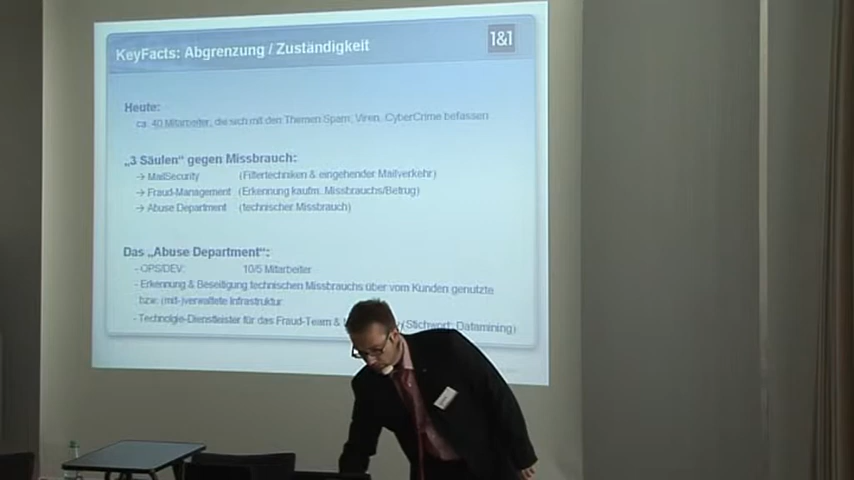 KeyFacts: Abgrenzung / Zuständigkeit
1&1
Heute:
ca. 40 Mitarbeiter, die sich mit den Themen Spam, Viren, CyberCrime befassen
„3 Säulen“ gegen Missbrauch:
→ MailSecurity (Filtertechniken & eingehender Mailverkehr)
→ Fraud-Management (Erkennung kaufm. Missbrauchs/Betrug)
→ Abuse Department (technischer Missbrauch)
Das „Abuse Department“:
- OPS/DEV: 10/5 Mitarbeiter
- Erkennung & Beseitigung technischen Missbrauchs über vom Kunden genutzte
bzw. (mit-)verwaltete Infrastruktur
- Technolgie-Dienstleister für das Fraud-Team & (Stichwort: Datamining)